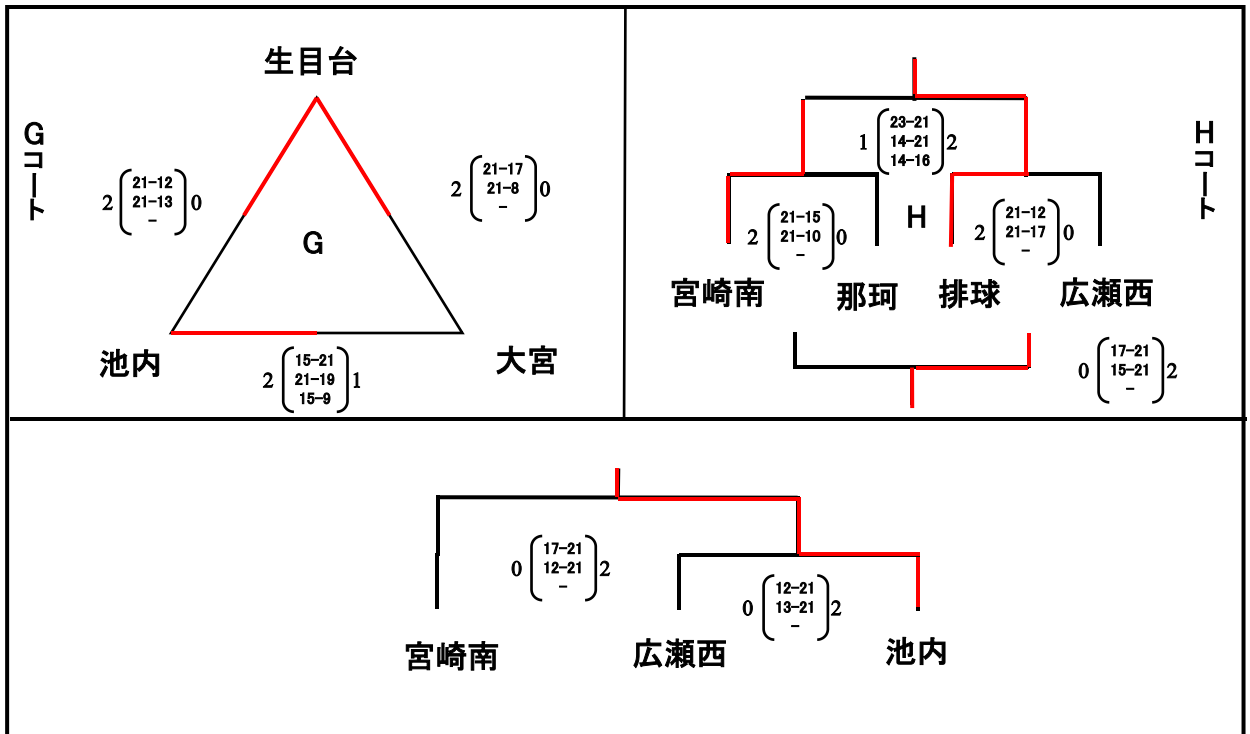 生目台
Gコート
2 21-12 0
21-13
-
2 21-17 0
21-8
-
G
池内
大宮
2 15-21 1
21-19
15-9
Hコート
1 23-21 2
14-21
14-16
H
2 21-15 0
21-10
-
2 21-12 0
21-17
-
宮崎南 那珂 排球 広瀬西
0 17-21 2
15-21
-
0 17-21 2
12-21
-
0 12-21 2
13-21
-
宮崎南 広瀬西 池内